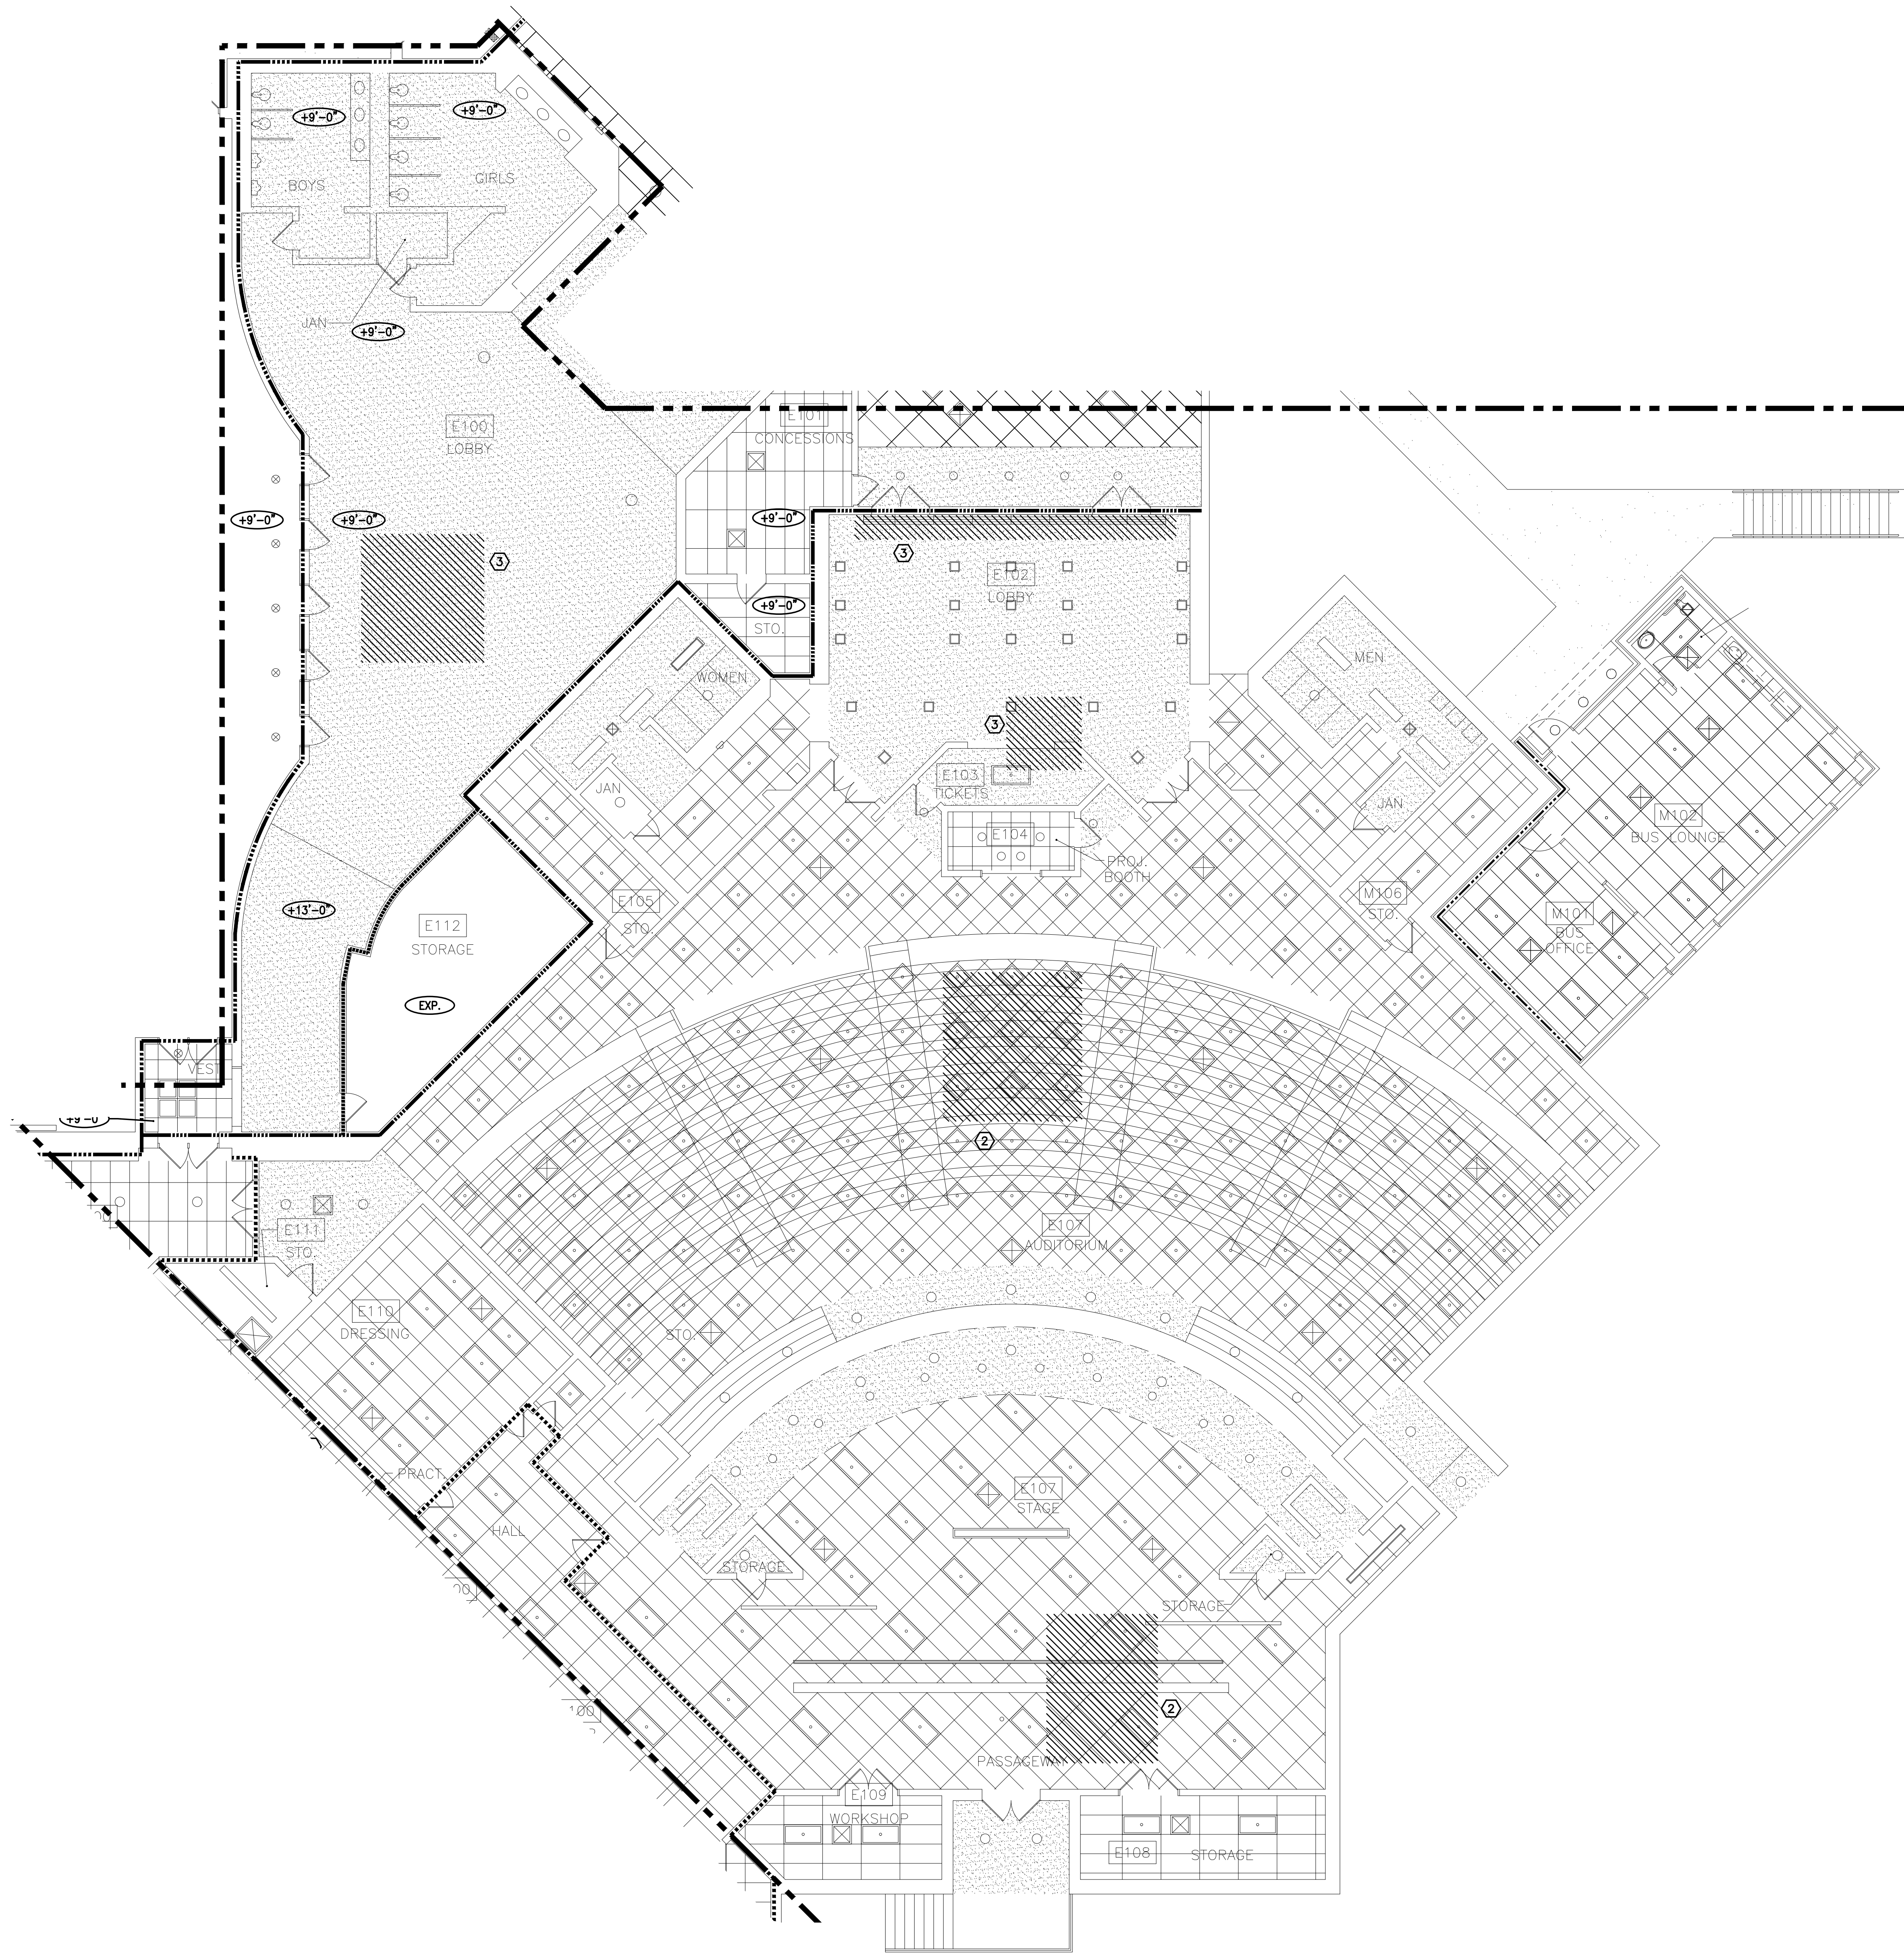 +9'-0"
+9'-0"
BOYS
GIRLS
JAN
+9'-0"
E100
LOBBY
E101
CONCESSIONS
+9'-0"
+9'-0"
+9'-0"
3
3
E102
LOBBY
+9'-0"
STO.
WOMEN
MEN
3
E103
TICKETS
JAN
JAN
E104
PROJ.
BOOTH
M102
BUS LOUNGE
E105
STO.
M106
STO.
M101
BUS
OFFICE
+13'-0"
E112
STORAGE
EXP.
VEST
+9'-0
2
E107
AUDITORIUM
E111
STO.
E110
DRESSING
STO.
PRACT.
HALL
E107
STAGE
STORAGE
STORAGE
2
PASSAGEWAY
E109
WORKSHOP
E108
STORAGE